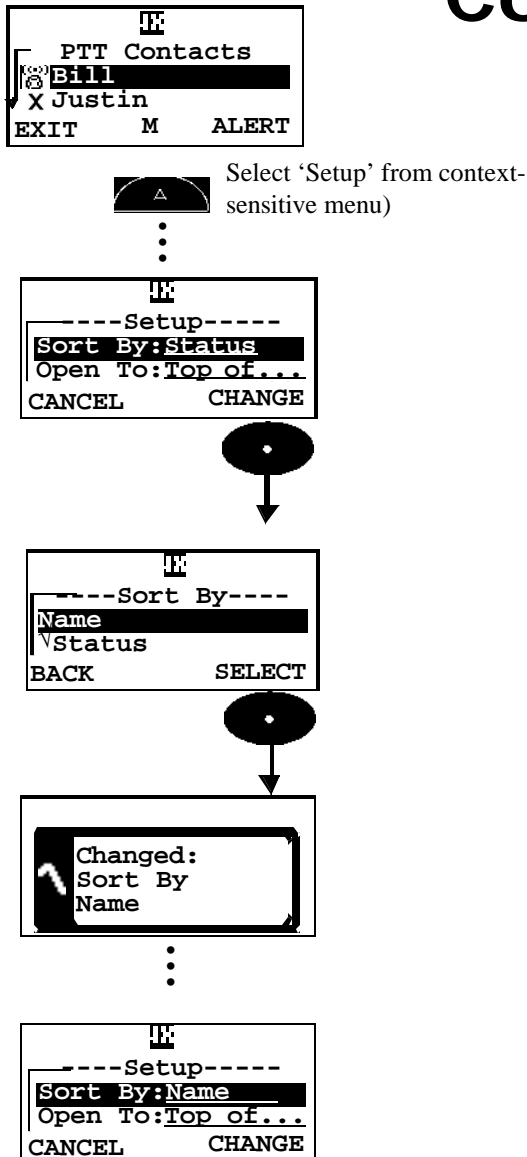 PTT Contacts
Bill
X Justin
EXIT M ALERT
Select ‘Setup’ from context-
sensitive menu)
----Setup-----
Sort By:Status
Open To:Top of...
CANCEL CHANGE
----Sort By----
Name
√Status
BACK SELECT
Changed:
Sort By
Name
----Setup-----
Sort By:Name
Open To:Top of...
CANCEL CHANGE